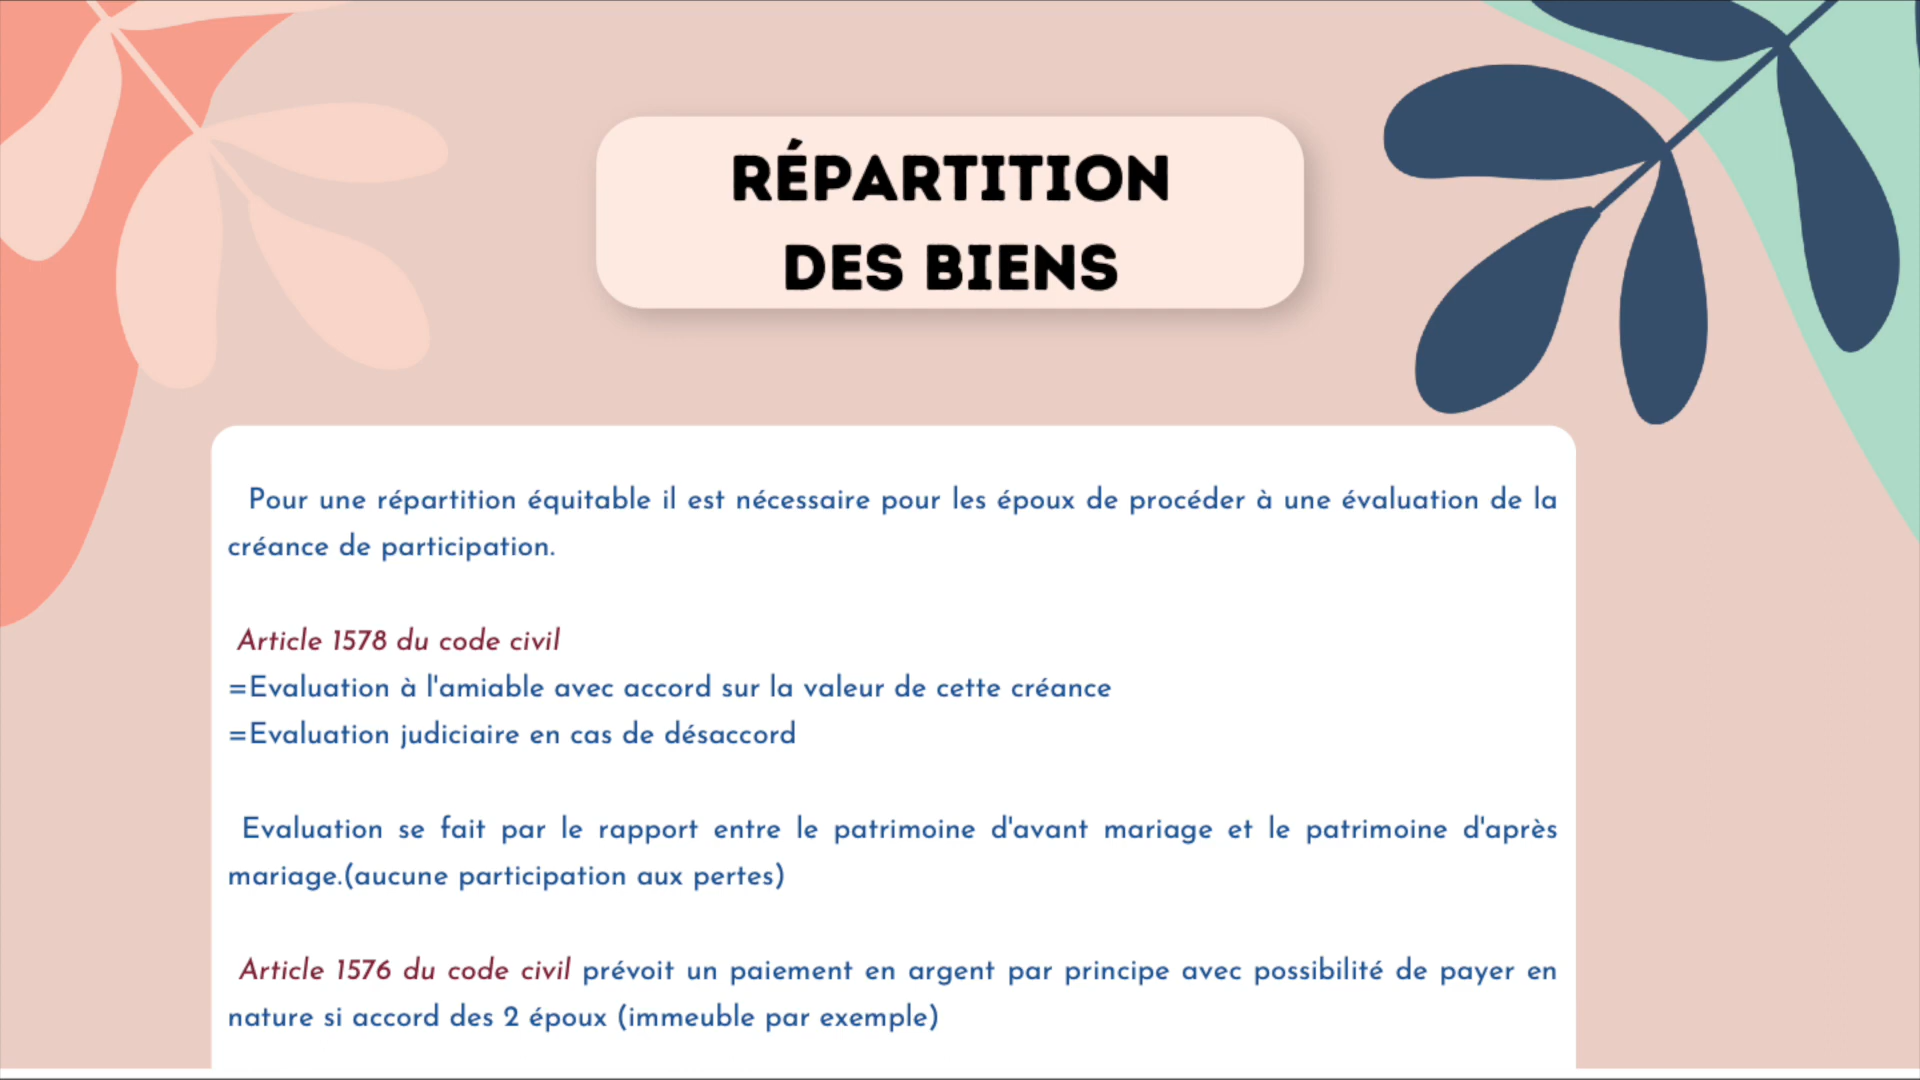 RÉPARTITION
DES BIENS
Pour une répartition équitable il est nécessaire pour les époux de procéder à une évaluation de la
créance de participation.
Article 1578 du code civil
=Evaluation à l'amiable avec accord sur la valeur de cette créance
=Evaluation judiciaire en cas de désaccord
Evaluation se fait par le rapport entre le patrimoine d'avant mariage et le patrimoine d'après
mariage.(aucune participation aux pertes)
Article 1576 du code civil prévoit un paiement en argent par principe avec possibilité de payer en
nature si accord des 2 époux (immeuble par exemple)